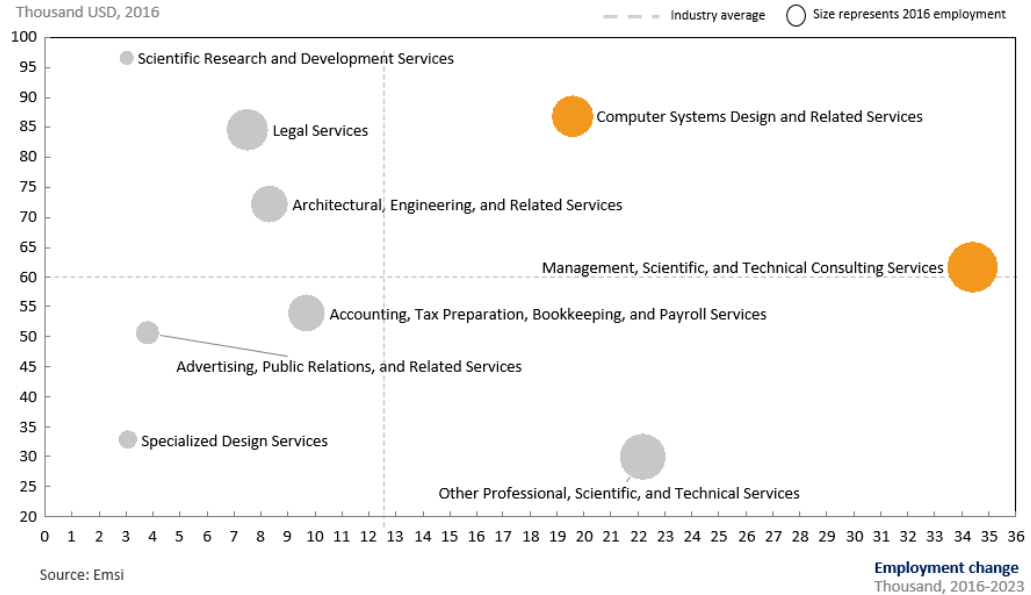 Thousand USD, 2016
Industry average
Size represents 2016 employment
100
95
90
85
80
75
70
65
60
55
50
45
40
35
30
25
20
Scientific Research and Development Services
Computer Systems Design and Related Services
Legal Services
Architectural, Engineering, and Related Services
Management, Scientific, and Technical Consulting Services
Accounting, Tax Preparation, Bookkeeping, and Payroll Services
Advertising, Public Relations, and Related Services
Specialized Design Services
Other Professional, Scientific, and Technical Services
0 1 2 3 4 5 6 7 8 9 10 11 12 13 14 15 16 17 18 19 20 21 22 23 24 25 26 27 28 29 30 31 32 33 34 35 36
Source: Emsi
Employment change
Thousand, 2016-2023